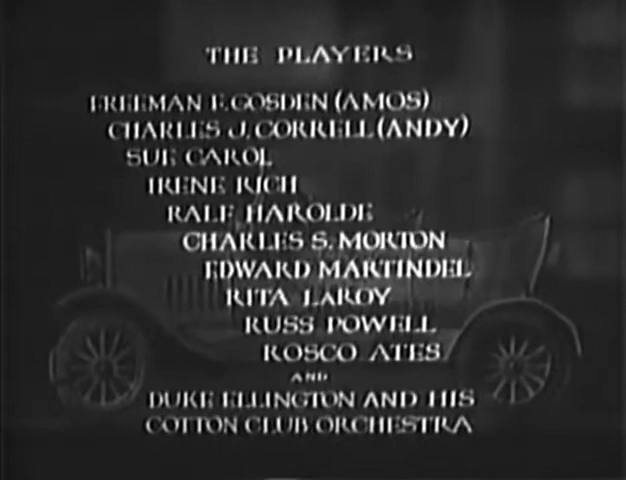 THE PLAYERS
FREEMAN F. GOSDEN (AMOS)
CHARLES J. CORRELL (ANDY)
SUE CAROL
IRENE RICH
RALF HAROLDE
CHARLES S. MORTON
EDWARD MARTINDEL
RITA LAROY
RUSS POWELL
ROSCO ATES
AND
DUKE ELLINGTON AND HIS
COTTON CLUB ORCHESTRA